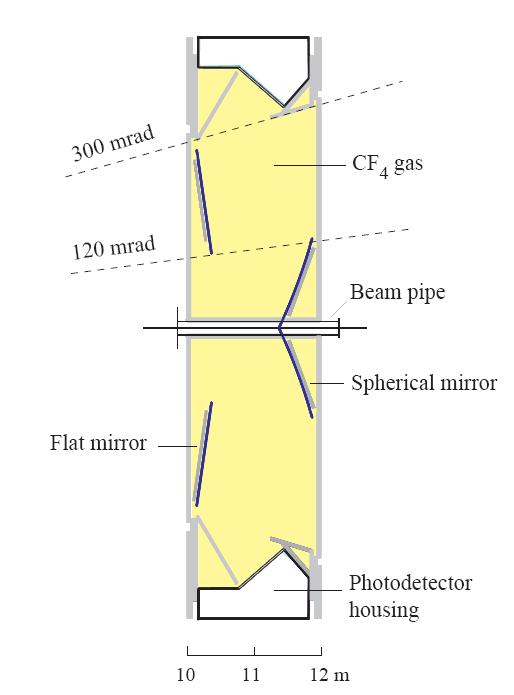 300 mrad
CF4 gas
120 mrad
Beam pipe
Spherical mirror
Flat mirror
Photodetector
housing
10 11 12 m